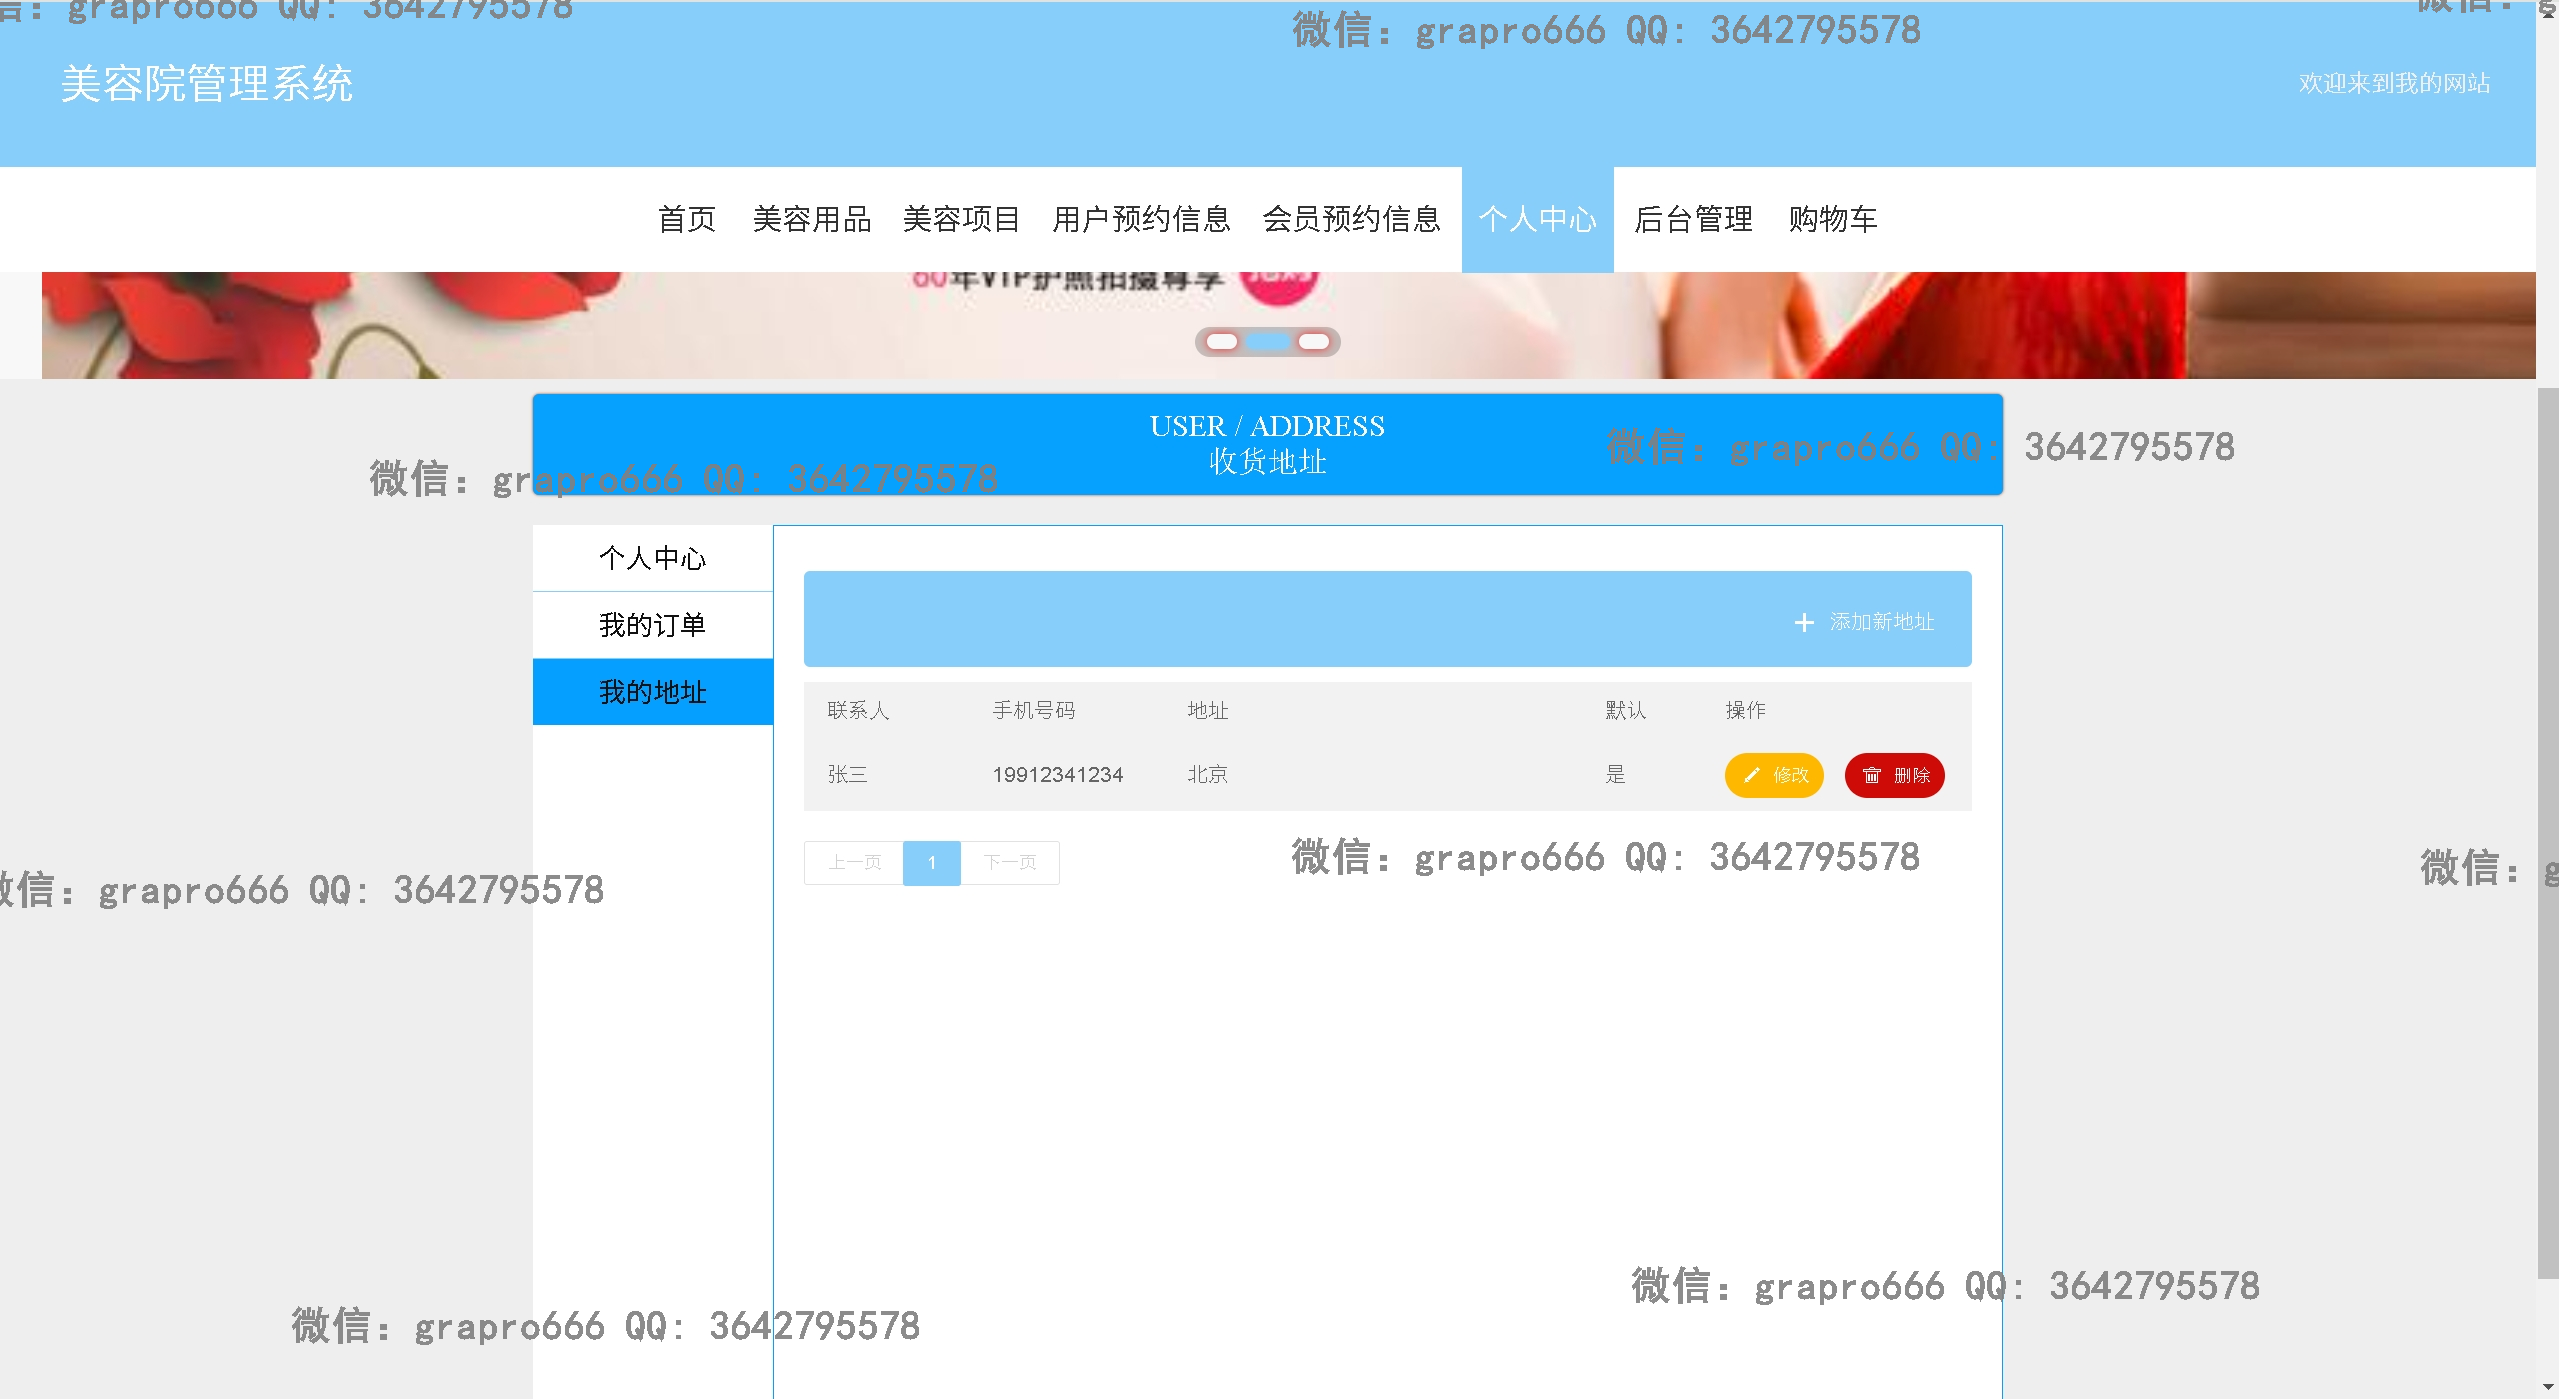 信：grapro666 QQ: 3642795578
微信：grapro666 QQ: 3642795578
微信：g
美容院管理系统
欢迎来到我的网站
首页 美容用品 美容项目 用户预约信息 会员预约信息 个人中心 后台管理 购物车
60年VIP护照拍摄尊享
USER / ADDRESS
收货地址
微信：grapro666 QQ: 3642795578
微信：grapro666 QQ: 3642795578
个人中心
我的订单
我的地址
添加新地址
联系人 手机号码 地址 默认 操作
张三 19912341234 北京 是 修改 删除
上一页 1 下一页
微信：grapro666 QQ: 3642795578
微信：g
微信：grapro666 QQ: 3642795578
微信：grapro666 QQ: 3642795578
微信：grapro666 QQ: 3642795578